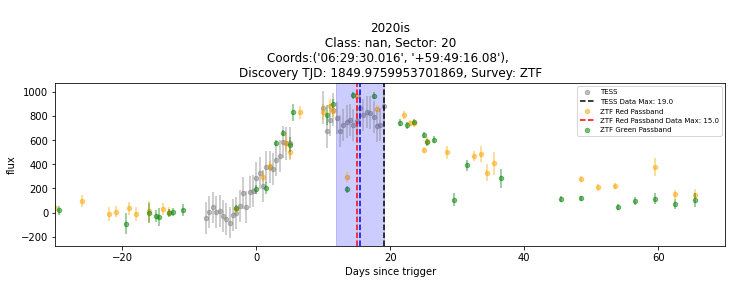 2020is
Class: nan, Sector: 20
Coords:('06:29:30.016', '+59:49:16.08'),
Discovery TJD: 1849.9759953701869, Survey: ZTF
TESS
TESS Data Max: 19.0
ZTF Red Passband
ZTF Red Passband Data Max: 15.0
ZTF Green Passband
1000
800
600
400
200
0
−200
flux
−20
0
20
40
60
Days since trigger